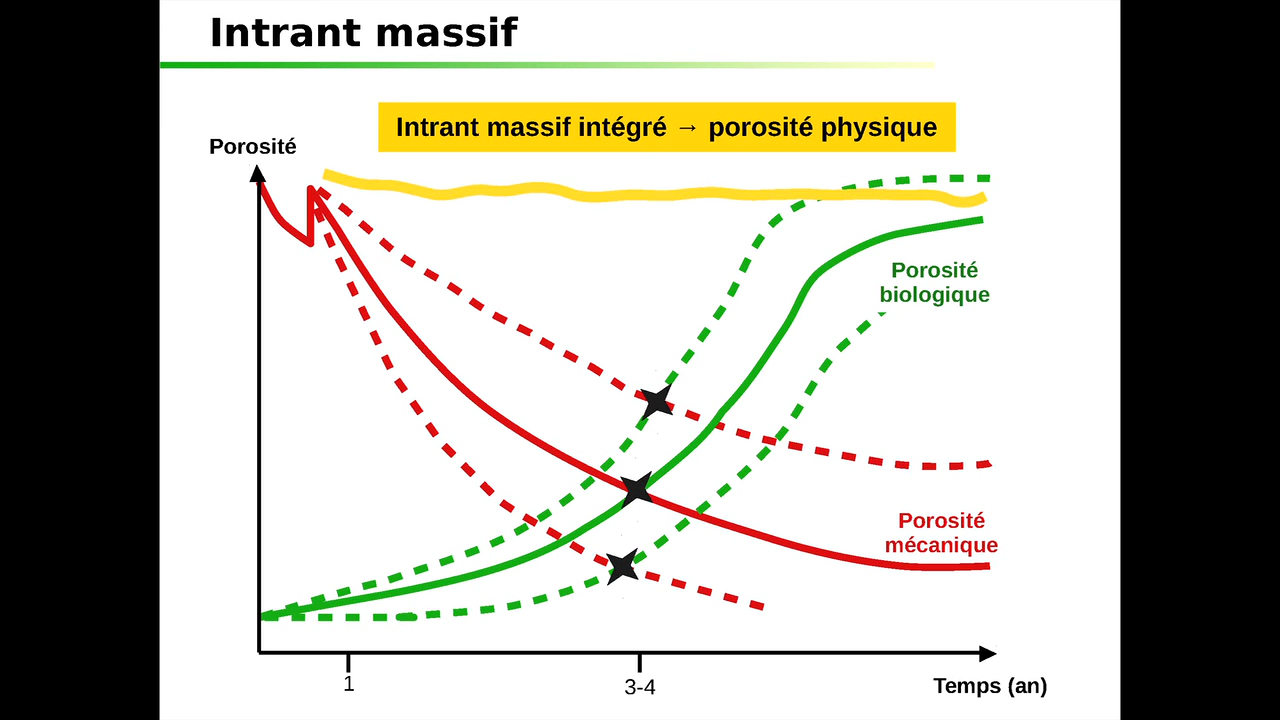 Intrant massif
Intrant massif intégré → porosité physique
Porosité
Porosité
biologique
Porosité
mécanique
1
3-4
Temps (an)